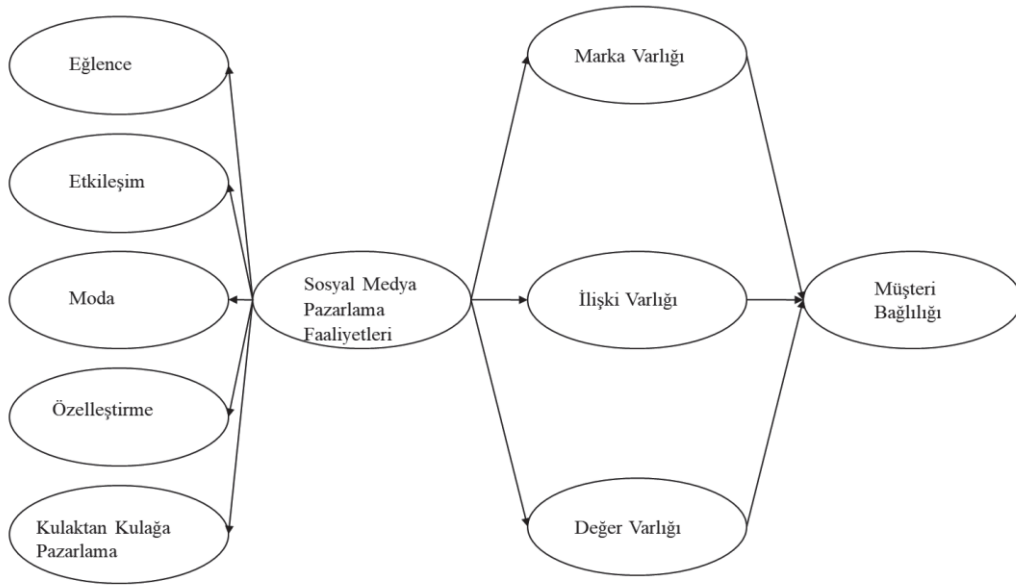 Eğlence
Etkileşim
Moda
Özelleştirme
Kulaktan Kulağa
Pazarlama
Sosyal Medya
Pazarlama
Faaliyetleri
Marka Varlığı
İlişki Varlığı
Değer Varlığı
Müşteri
Bağlılığı